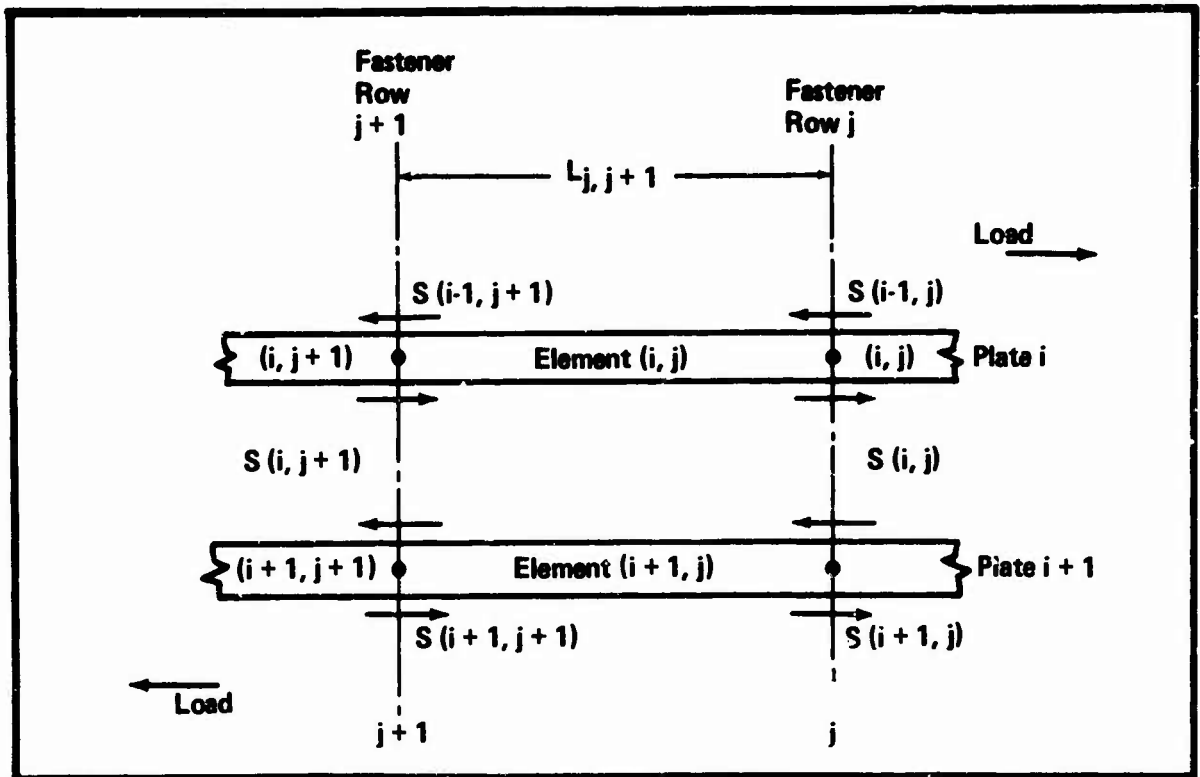 Fastener
Row
j + 1
Fastener
Row j
L j, j + 1
Load
S (i-1, j + 1)
S (i-1, j)
(i, j + 1)
Element (i, j)
(i, j)
Plate i
S (i, j + 1)
S (i, j)
(i + 1, j + 1)
Element (i + 1, j)
Plate i + 1
S (i + 1, j + 1)
S (i + 1, j)
Load
j + 1
j